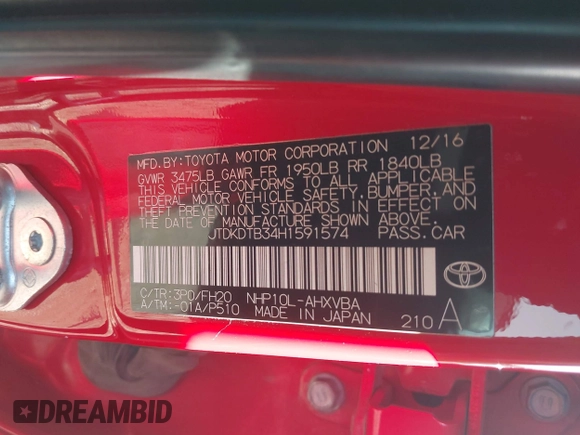 MFD.BY:TOYOTA MOTOR CORPORATION 12/16
GVWR 3475LB GAWR FR 1950LB RR 1840LB
THIS VEHICLE CONFORMS TO ALL APPLICABLE
FEDERAL MOTOR VEHICLE SAFETY, BUMPER, AND
THEFT PREVENTION STANDARDS IN EFFECT ON
THE DATE OF MANUFACTURE SHOWN ABOVE.
JTDKDTB34H1591574 PASS.CAR
C/TR:3P0/FH20 NHP10L-AHXVBA
A/TM:-01A/P510 MADE IN JAPAN 210 A
DREAMBID